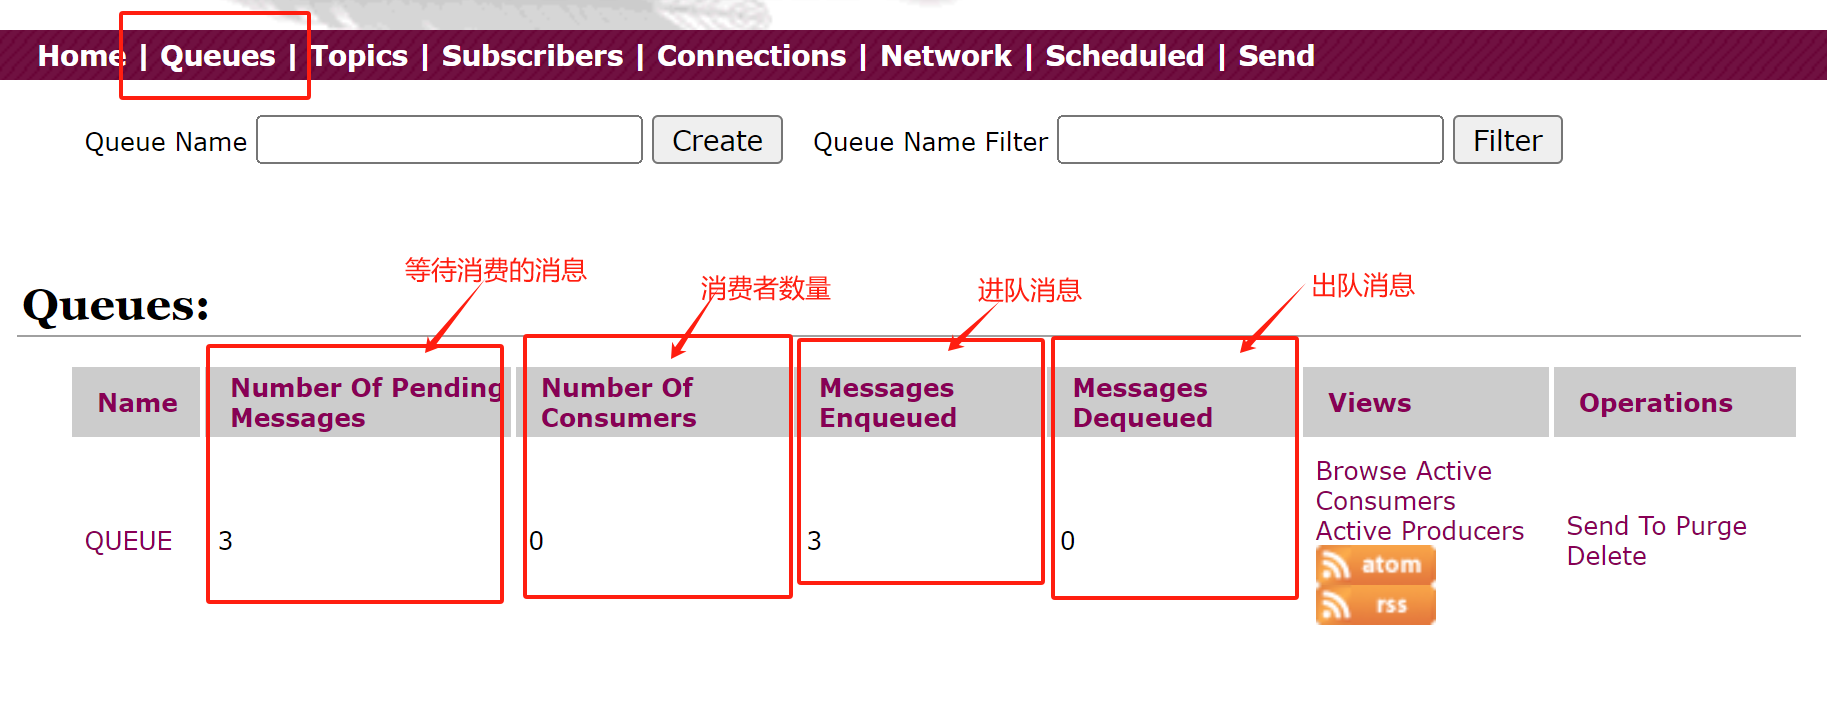 Home | Queues | Topics | Subscribers | Connections | Network | Scheduled | Send
Queue Name Create Queue Name Filter Filter
等待消费的消息
消费者数量
进队消息
出队消息
Queues:
Name
Number Of Pending
Messages
Number Of
Consumers
Messages
Enqueued
Messages
Dequeued
Views
Operations
QUEUE
3
0
3
0
Browse Active
Consumers
Active Producers
atom
rss
Send To Purge
Delete